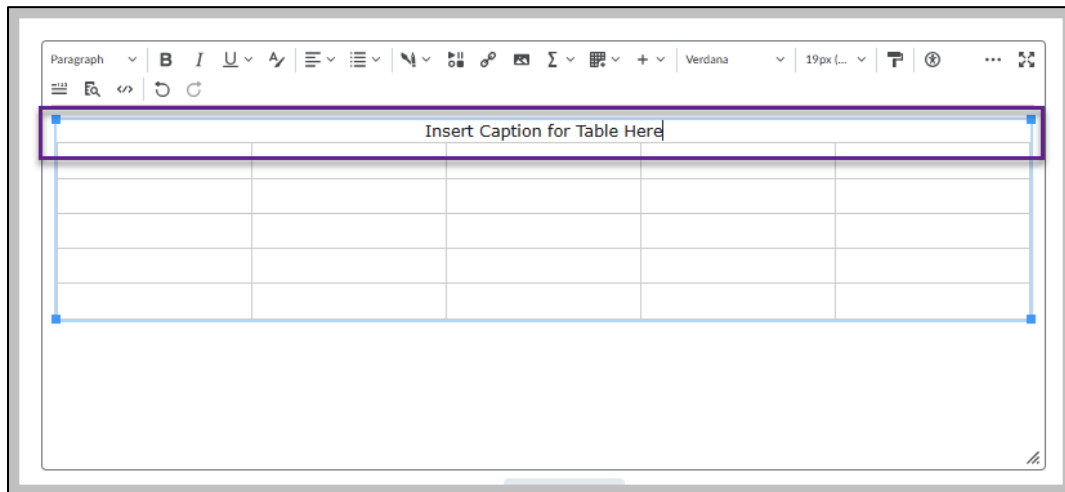 Paragraph B I U A Σ + Verdana 19px (... ...
Insert Caption for Table Here